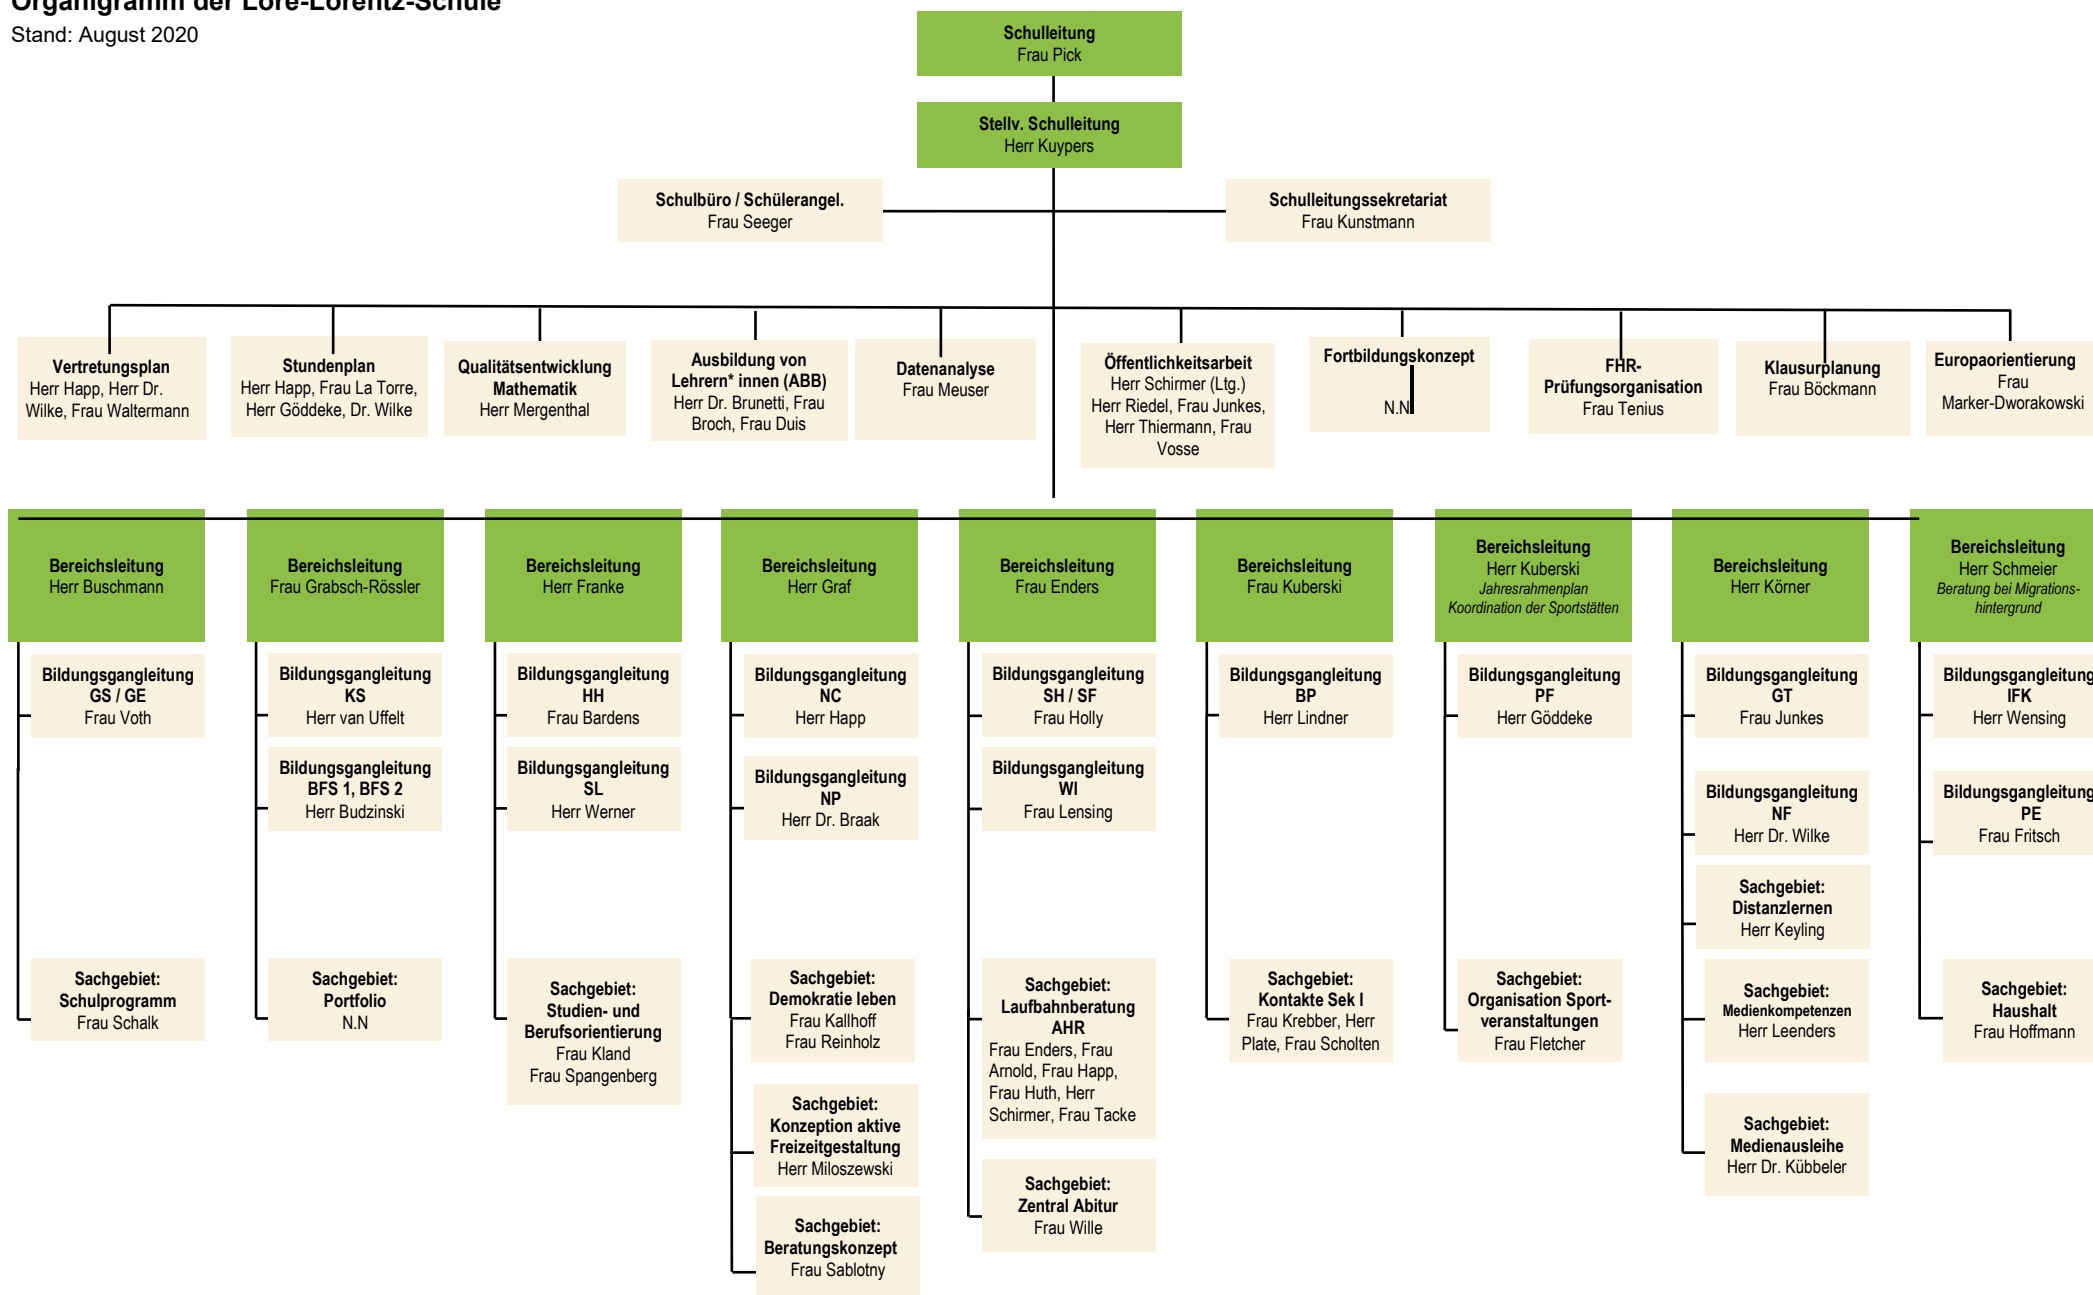 Organigramm der Lore-Lorentz-Schule
Stand: August 2020
Schulleitung
Frau Pick
Stellv. Schulleitung
Herr Kuypers
Schulbüro / Schülerangel.
Frau Seeger
Schulleitungssekretariat
Frau Kunstmann
Vertretungsplan
Herr Happ, Herr Dr.
Wilke, Frau Waltermann
Stundenplan
Herr Happ, Frau La Torre,
Herr Göddeke, Dr. Wilke
Qualitätsentwicklung
Mathematik
Herr Mergenthal
Ausbildung von
Lehrern* innen (ABB)
Herr Dr. Brunetti, Frau
Broch, Frau Duis
Datenanalyse
Frau Meuser
Öffentlichkeitsarbeit
Herr Schirmer (Ltg.)
Herr Riedel, Frau Junkes,
Herr Thiermann, Frau
Vosse
Fortbildungskonzept
N.N
FHR-
Prüfungsorganisation
Frau Tenius
Klausurplanung
Frau Böckmann
Europaorientierung
Frau
Marker-Dworakowski
Bereichsleitung
Herr Buschmann
Bereichsleitung
Frau Grabsch-Rössler
Bereichsleitung
Herr Franke
Bereichsleitung
Herr Graf
Bereichsleitung
Frau Enders
Bereichsleitung
Frau Kuberski
Bereichsleitung
Herr Kuberski
Jahresrahmenplan
Koordination der Sportstätten
Bereichsleitung
Herr Körner
Bereichsleitung
Herr Schmeier
Beratung bei Migrations-
hintergrund
Bildungsgangleitung
GS / GE
Frau Voth
Bildungsgangleitung
KS
Herr van Uffelt
Bildungsgangleitung
HH
Frau Bardens
Bildungsgangleitung
NC
Herr Happ
Bildungsgangleitung
SH / SF
Frau Holly
Bildungsgangleitung
BP
Herr Lindner
Bildungsgangleitung
PF
Herr Göddeke
Bildungsgangleitung
GT
Frau Junkes
Bildungsgangleitung
IFK
Herr Wensing
Bildungsgangleitung
BFS 1, BFS 2
Herr Budzinski
Bildungsgangleitung
SL
Herr Werner
Bildungsgangleitung
NP
Herr Dr. Braak
Bildungsgangleitung
WI
Frau Lensing
Bildungsgangleitung
NF
Herr Dr. Wilke
Bildungsgangleitung
PE
Frau Fritsch
Sachgebiet:
Distanzlernen
Herr Keyling
Sachgebiet:
Schulprogramm
Frau Schalk
Sachgebiet:
Portfolio
N.N
Sachgebiet:
Studien- und
Berufsorientierung
Frau Kland
Frau Spangenberg
Sachgebiet:
Demokratie leben
Frau Kallhoff
Frau Reinholz
Sachgebiet:
Laufbahnberatung
AHR
Frau Enders, Frau
Arnold, Frau Happ,
Frau Huth, Herr
Schirmer, Frau Tacke
Sachgebiet:
Kontakte Sek I
Frau Krebber, Herr
Plate, Frau Scholten
Sachgebiet:
Organisation Sport-
veranstaltungen
Frau Fletcher
Sachgebiet:
Medienkompetenzen
Herr Leenders
Sachgebiet:
Haushalt
Frau Hoffmann
Sachgebiet:
Konzeption aktive
Freizeitgestaltung
Herr Miloszewski
Sachgebiet:
Zentral Abitur
Frau Wille
Sachgebiet:
Medienausleihe
Herr Dr. Kübbeler
Sachgebiet:
Beratungskonzept
Frau Sablotny